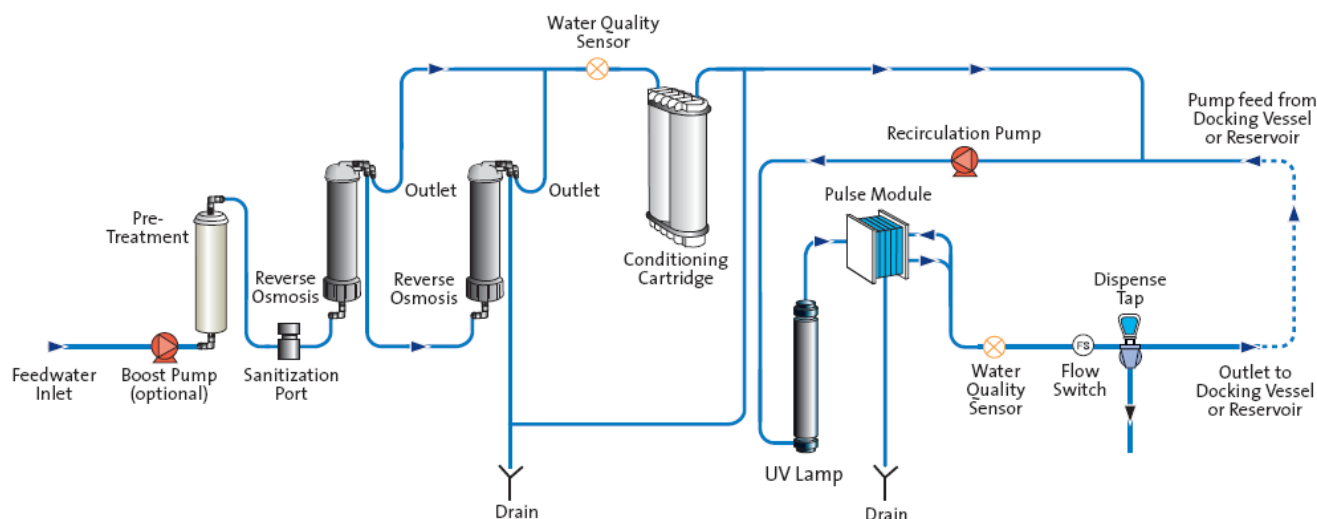 Water Quality
Sensor
Pre-
Treatment
Outlet
Outlet
Reverse
Osmosis
Reverse
Osmosis
Conditioning
Cartridge
Feedwater
Inlet
Boost Pump
(optional)
Sanitization
Port
Drain
Recirculation Pump
Pump feed from
Docking Vessel
or Reservoir
Pulse Module
Dispense
Tap
FS
Water
Quality
Sensor
Flow
Switch
Outlet to
Docking Vessel
or Reservoir
UV Lamp
Drain